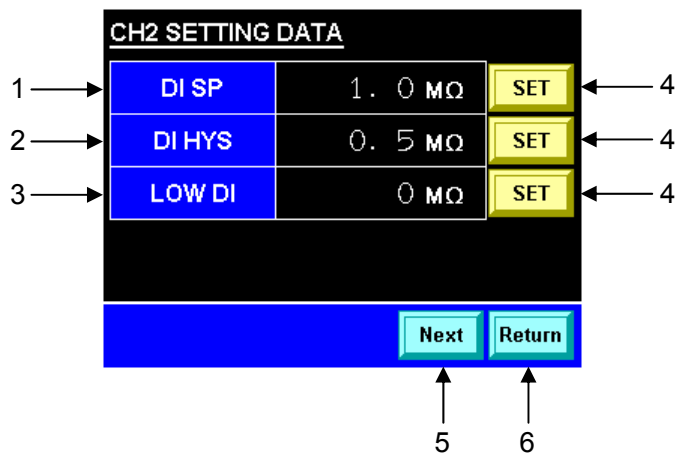 CH2 SETTING DATA
1 DI SP 1. 0 MΩ SET 4
2 DI HYS 0. 5 MΩ SET 4
3 LOW DI 0 MΩ SET 4
Next Return
5 6